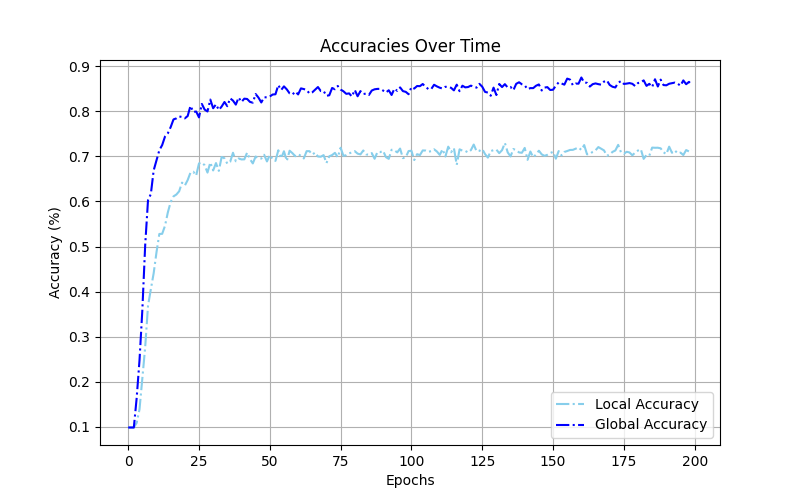 Accuracies Over Time
Accuracy (%)
0.9
0.8
0.7
0.6
0.5
0.4
0.3
0.2
0.1
0 25 50 75 100 125 150 175 200
Epochs
Local Accuracy
Global Accuracy